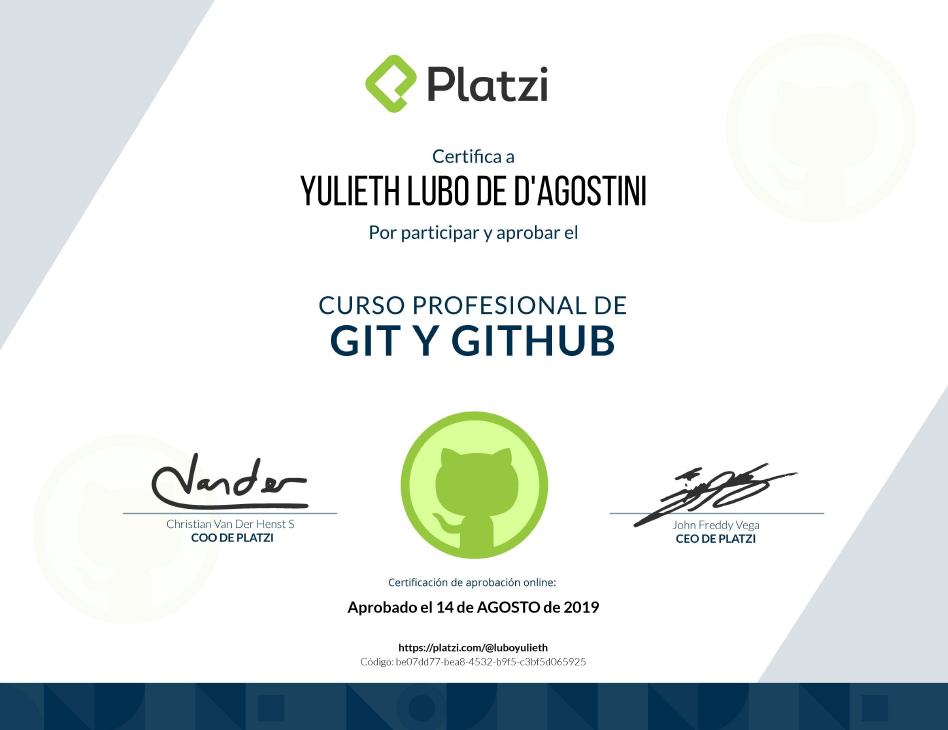 Platzi
Certifica a
YULIETH LUBO DE D'AGOSTINI
Por participar y aprobar el
CURSO PROFESIONAL DE
GIT Y GITHUB
Vander
Christian Van Der Henst S
COO DE PLATZI
John Freddy Vega
CEO DE PLATZI
Certificación de aprobación online:
Aprobado el 14 de AGOSTO de 2019
https://platzi.com/@luboyulieth
Código: be07dd77-bea8-4532-b9f5-c3bf5d065925